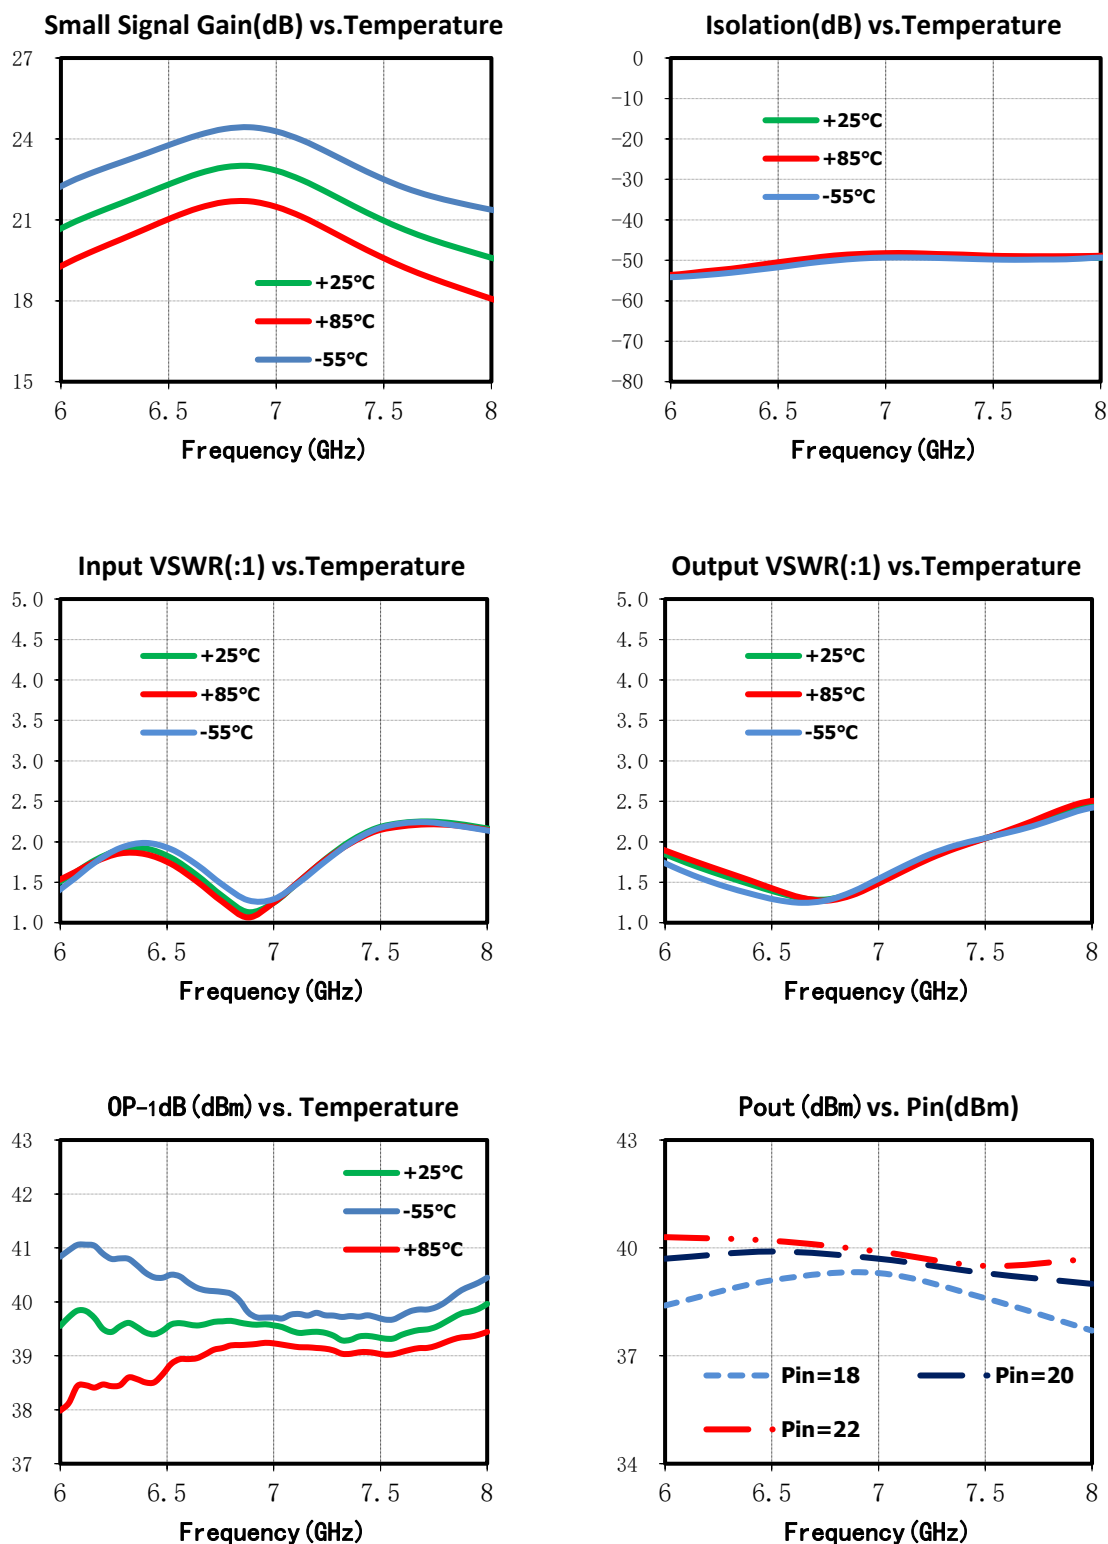 Small Signal Gain(dB) vs.Temperature
27
24
21
18
15
+25℃
+85℃
-55℃
6 6.5 7 7.5 8
Frequency(GHz)
Isolation(dB) vs.Temperature
0
-10
-20
-30
-40
-50
-60
-70
-80
+25℃
+85℃
-55℃
6 6.5 7 7.5 8
Frequency(GHz)
Input VSWR(:1) vs.Temperature
5.0
4.5
4.0
3.5
3.0
2.5
2.0
1.5
1.0
+25℃
+85℃
-55℃
6 6.5 7 7.5 8
Frequency(GHz)
Output VSWR(:1) vs.Temperature
5.0
4.5
4.0
3.5
3.0
2.5
2.0
1.5
1.0
+25℃
+85℃
-55℃
6 6.5 7 7.5 8
Frequency(GHz)
OP-1dB(dBm) vs. Temperature
43
42
41
40
39
38
37
+25℃
-55℃
+85℃
6 6.5 7 7.5 8
Frequency(GHz)
Pout(dBm) vs. Pin(dBm)
43
40
37
34
Pin=18 Pin=20
Pin=22
6 6.5 7 7.5 8
Frequency(GHz)